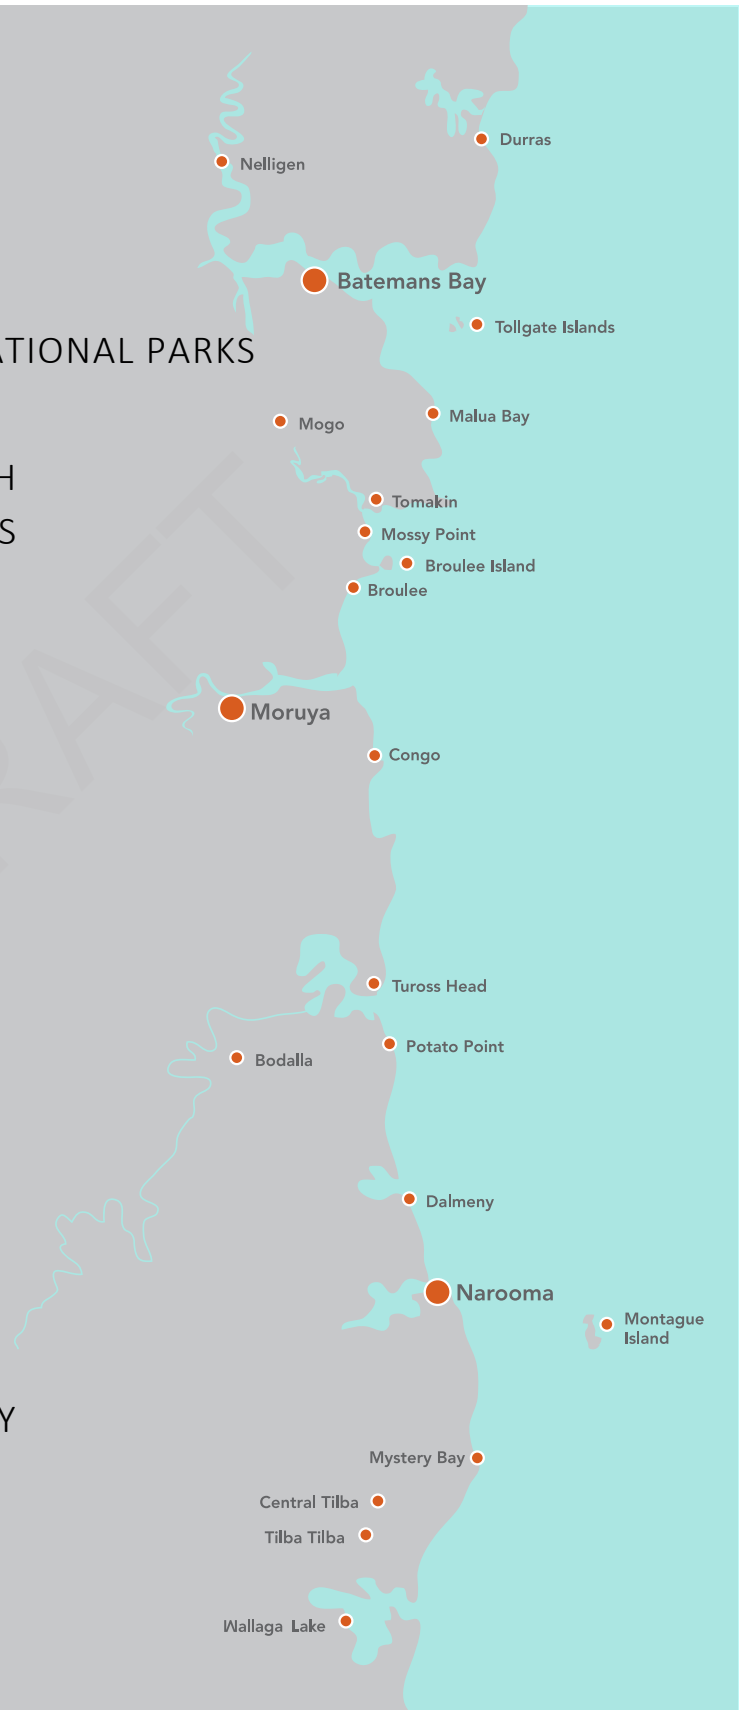 Durras
Nelligen
Batemans Bay
Tollgate Islands
ATIONAL PARKS
Malua Bay
Mogo
H
Tomakin
S
Mossy Point
Broulee Island
Broulee
Moruya
Congo
RAFT
Tuross Head
Potato Point
Bodalla
Dalmeny
Narooma
Montague
Island
Y
Mystery Bay
Central Tilba
Tilba Tilba
Wallaga Lake